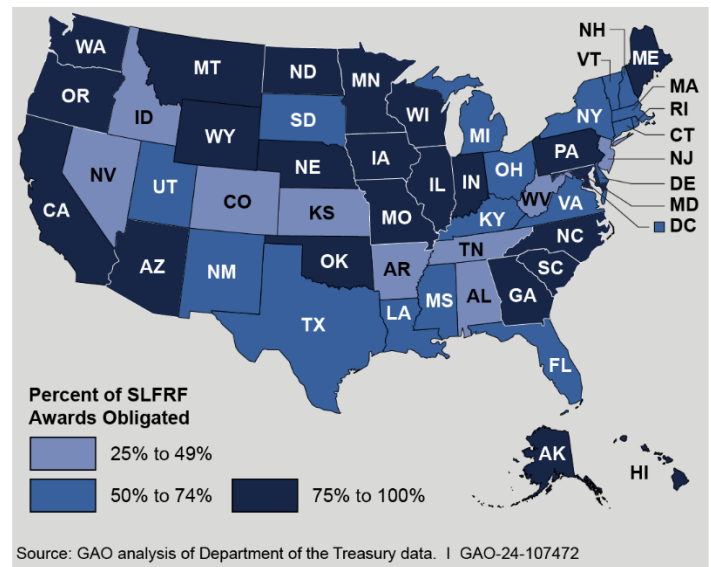 NH
VT
ME
WA
MT
ND
MN
OR
ID
WY
SD
WI
MI
NY
MA
RI
CT
NJ
DE
MD
DC
NV
UT
CO
NE
KS
IA
MO
IL
IN
OH
PA
WV
VA
KY
CA
AZ
NM
OK
AR
TN
NC
SC
TX
LA
MS
AL
GA
FL
AK
HI
Percent of SLFRF
Awards Obligated
25% to 49%
50% to 74%
75% to 100%
Source: GAO analysis of Department of the Treasury data. I GAO-24-107472